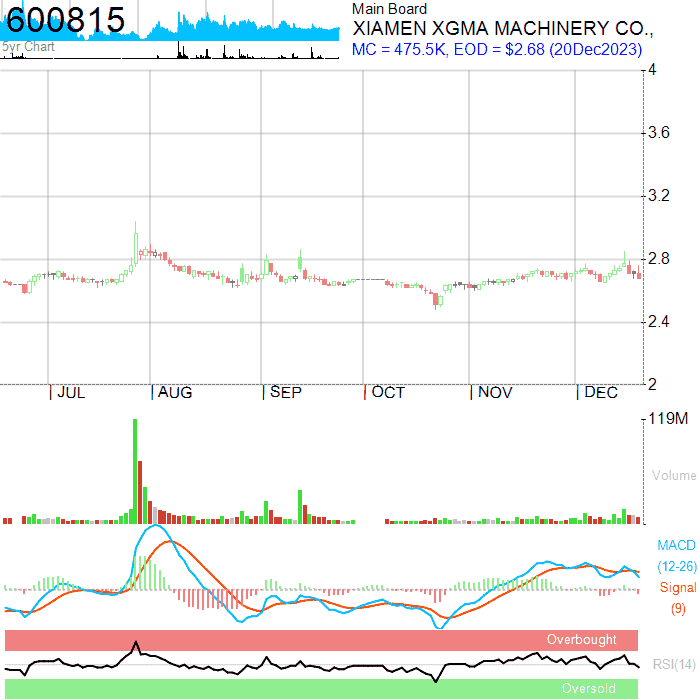 600815
5yr Chart
Main Board
XIAMEN XGMA MACHINERY CO.,
MC = 475.5K, EOD = $2.68 (20Dec2023)
4
3.6
3.2
2.8
2.4
2
JUL
AUG
SEP
OCT
NOV
DEC
119M
Volume
MACD
(12-26)
Signal
(9)
Overbought
RSI(14)
Oversold